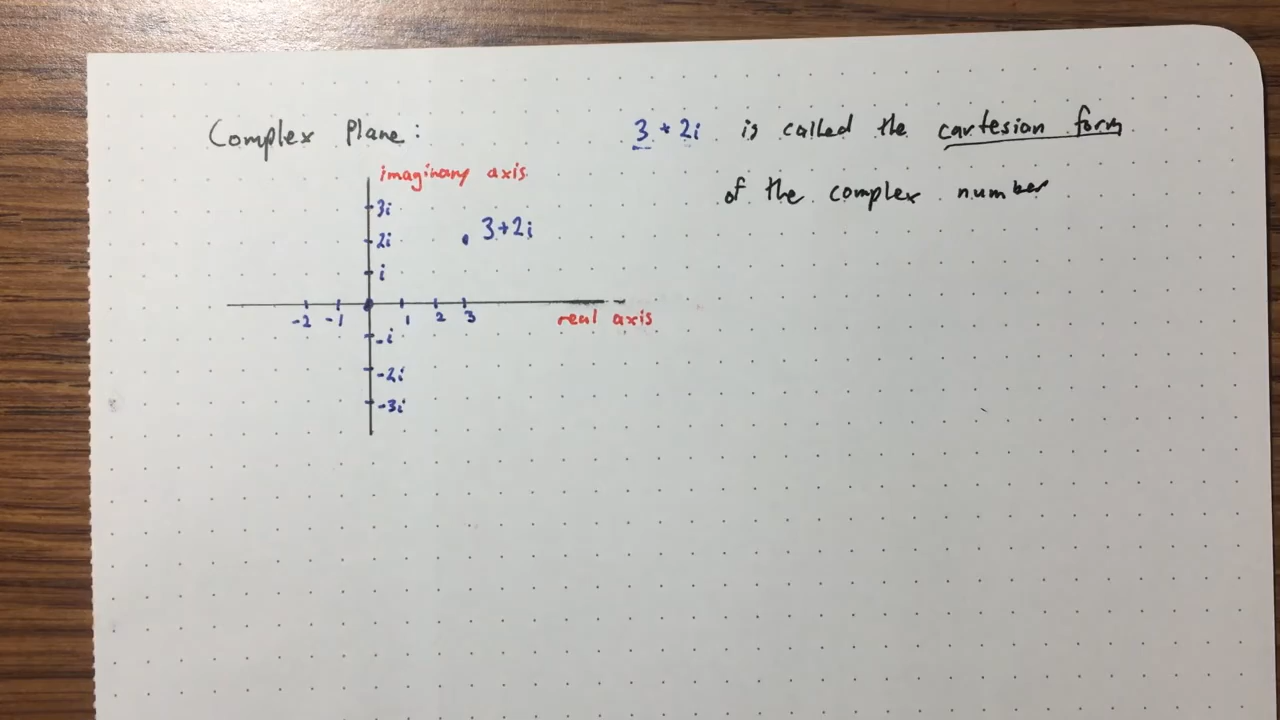 Complex Plane:
3 + 2i is called the cartesion form
of the complex number
imaginary axis
3i
2i
3+2i
i
-2 -1 1 2 3
real axis
-i
-2i
-3i